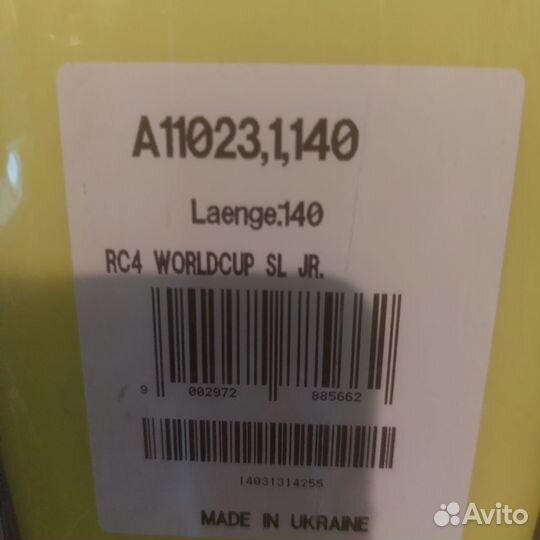 A11023,1,140
Laenge:140
RC4 WORLDCUP SL JR.
9 002972 885662
14031314255
MADE IN UKRAINE
Avito